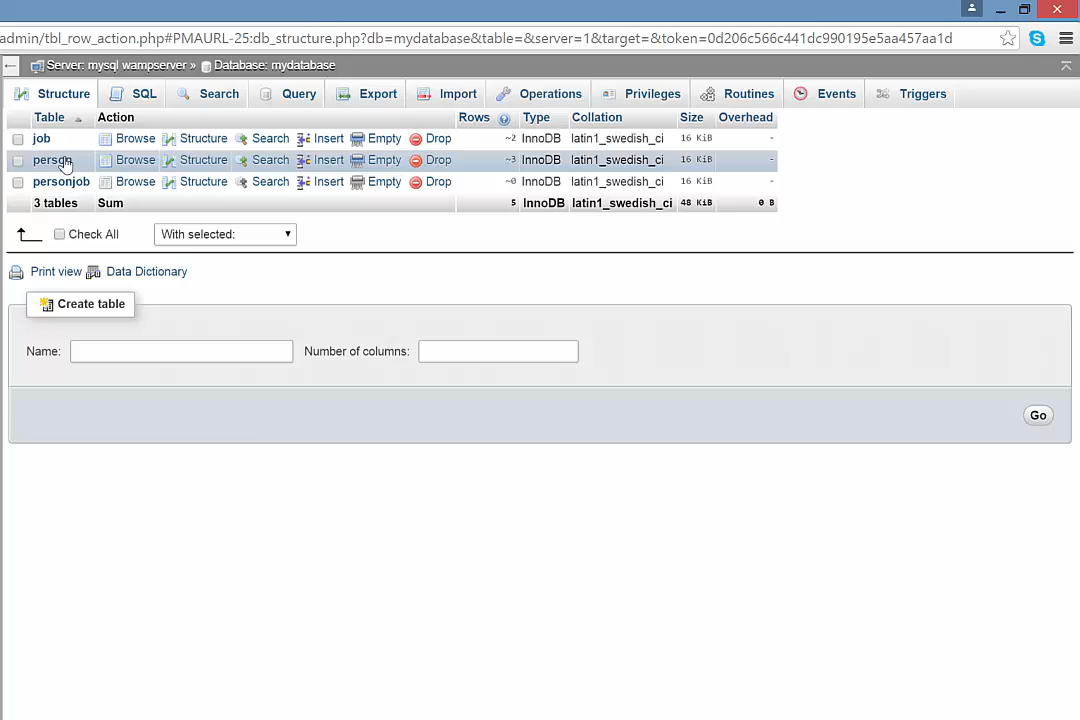 admin/tbl_row_action.php#PMAURL-25:db_structure.php?db=mydatabase&table=&server=1&target=&token=0d206c566c441dc990195e5aa457aa1d
Server: mysql wampserver » Database: mydatabase
Structure SQL Search Query Export Import Operations Privileges Routines Events Triggers
Table Action Rows Type Collation Size Overhead
job Browse Structure Search Insert Empty Drop ~2 InnoDB latin1_swedish_ci 16 KiB -
person Browse Structure Search Insert Empty Drop ~3 InnoDB latin1_swedish_ci 16 KiB -
personjob Browse Structure Search Insert Empty Drop ~0 InnoDB latin1_swedish_ci 16 KiB -
3 tables Sum 5 InnoDB latin1_swedish_ci 48 KiB 0 B
Check All With selected:
Print view Data Dictionary
Create table
Name: Number of columns:
Go